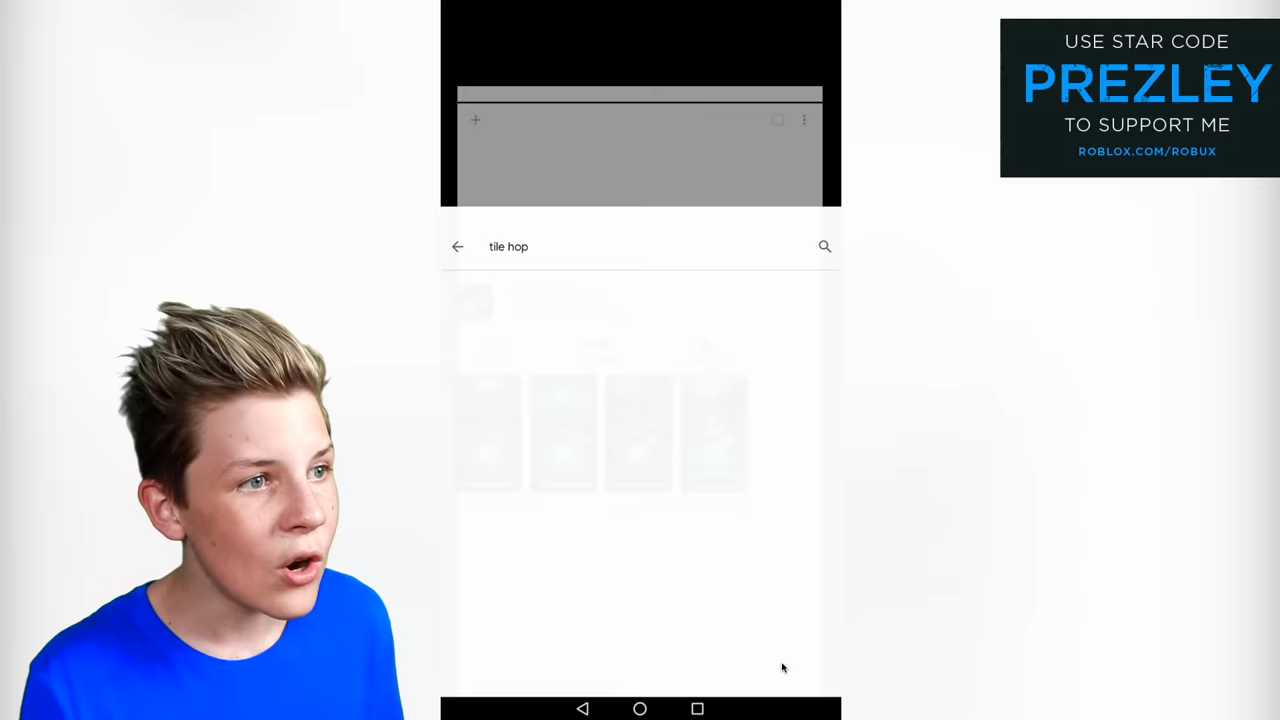 USE STAR CODE
PREZLEY
TO SUPPORT ME
ROBLOX.COM/ROBUX
tile hop